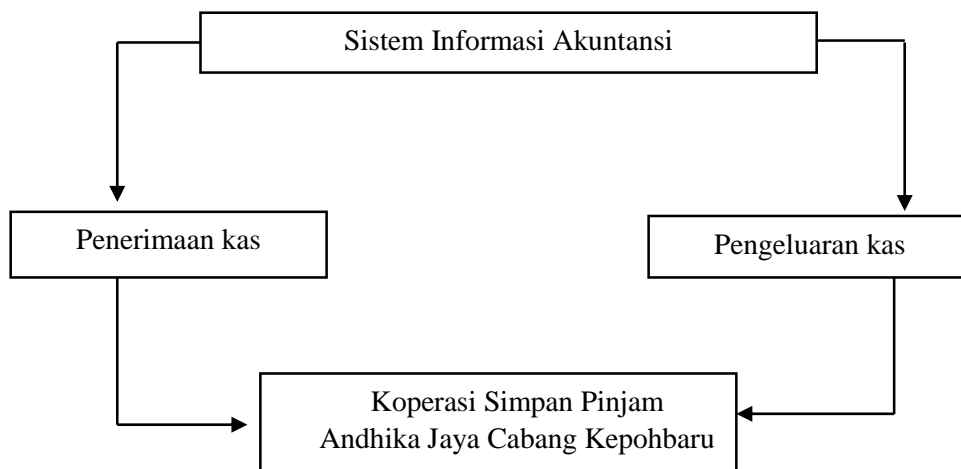 Sistem Informasi Akuntansi
Penerimaan kas
Pengeluaran kas
Koperasi Simpan Pinjam
Andhika Jaya Cabang Kepohbaru